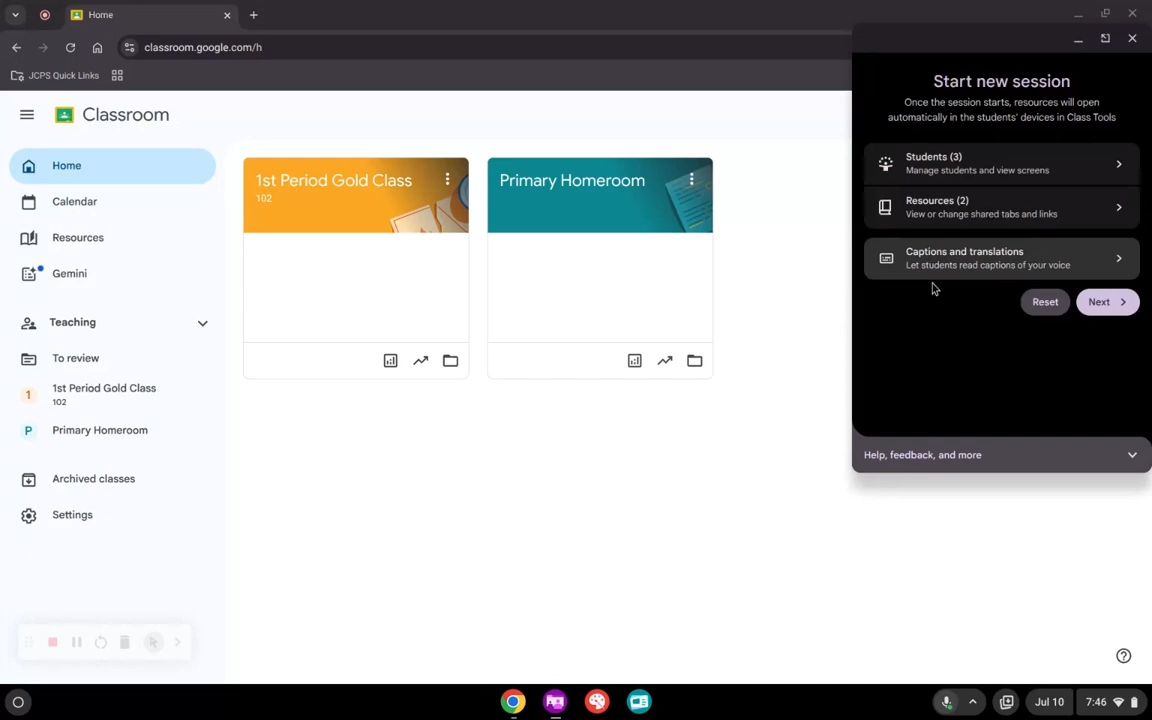 Home
classroom.google.com/h
JCPS Quick Links
Classroom
Home
Calendar
Resources
Gemini
Teaching
To review
1
1st Period Gold Class
102
P
Primary Homeroom
Archived classes
Settings
1st Period Gold Class
102
Primary Homeroom
Start new session
Once the session starts, resources will open
automatically in the students' devices in Class Tools
Students (3)
Manage students and view screens
Resources (2)
View or change shared tabs and links
Captions and translations
Let students read captions of your voice
Reset
Next
Help, feedback, and more
Jul 10
7:46